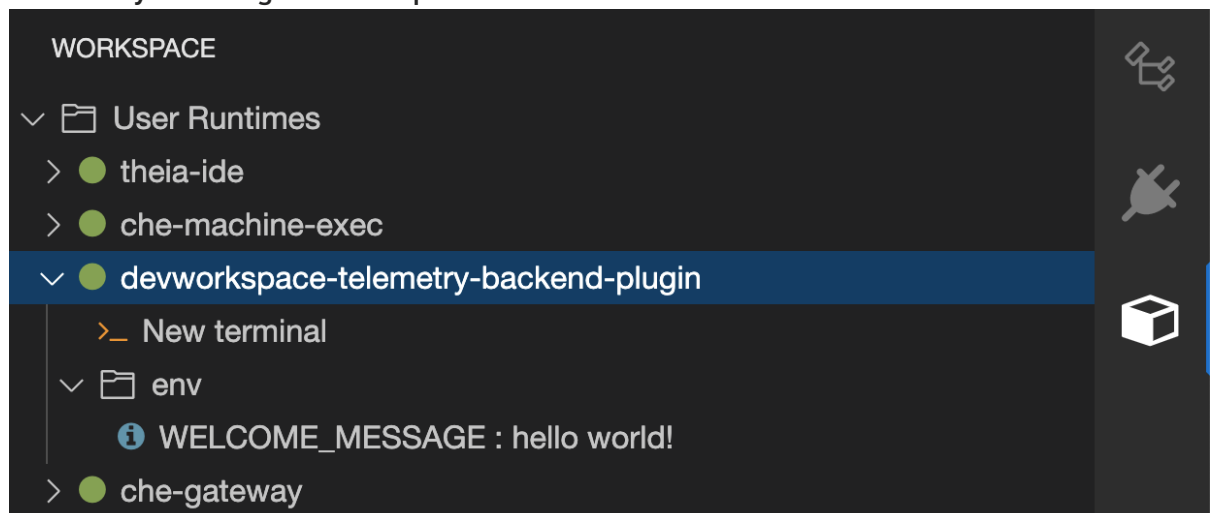 WORKSPACE
User Runtimes
theia-ide
che-machine-exec
devworkspace-telemetry-backend-plugin
>_ New terminal
env
WELCOME_MESSAGE : hello world!
che-gateway